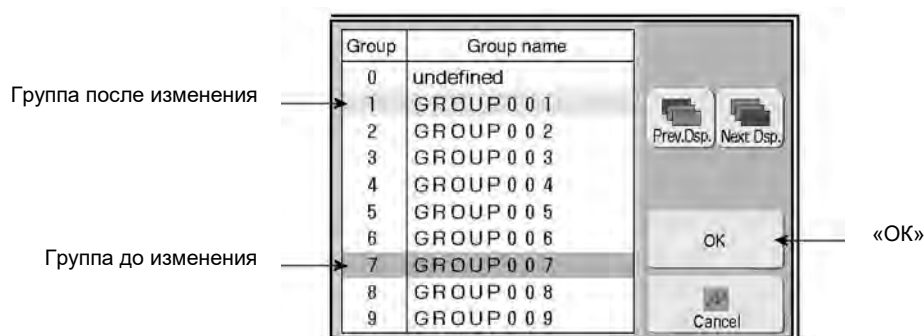 Group Group name
0 undefined
Группа после изменения
1 GROUP001
2 GROUP002
Prev.Dsp. Next Dsp.
3 GROUP003
4 GROUP004
5 GROUP005
6 GROUP006
OK
«ОК»
Группа до изменения
7 GROUP007
8 GROUP008
9 GROUP009
Cancel